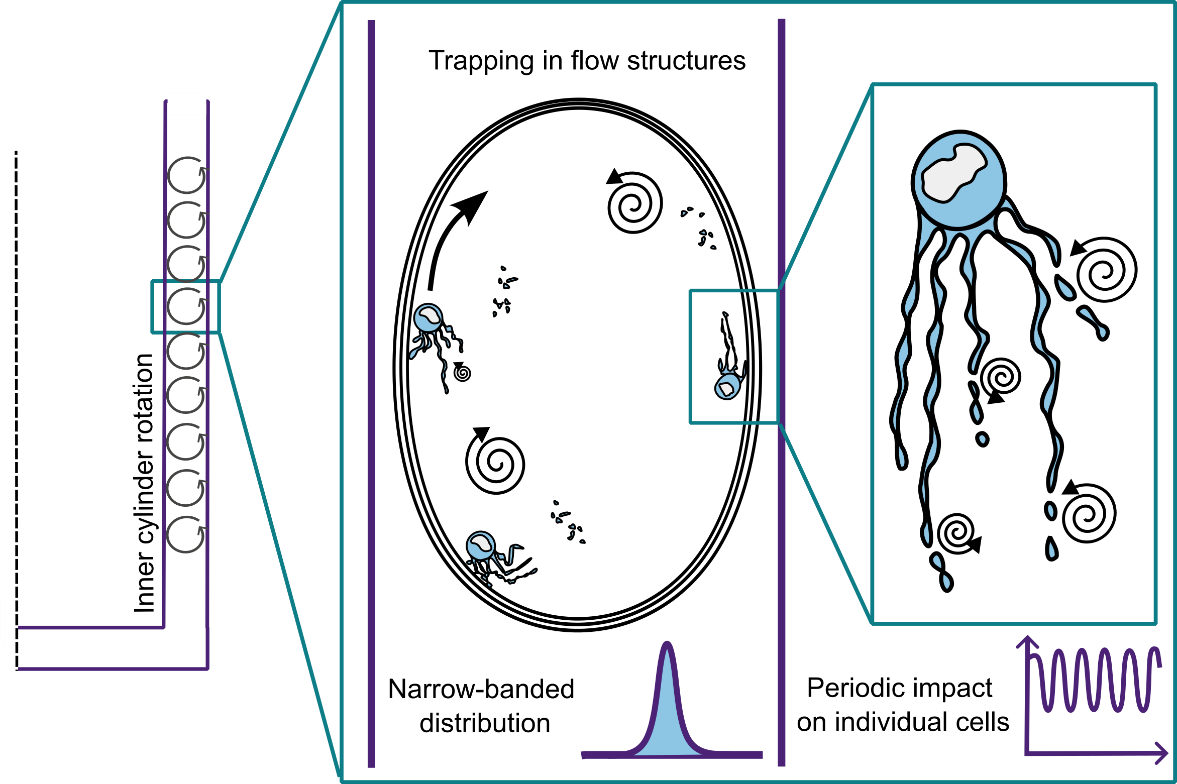 Inner cylinder rotation
Trapping in flow structures
Narrow-banded
distribution
Periodic impact
on individual cells